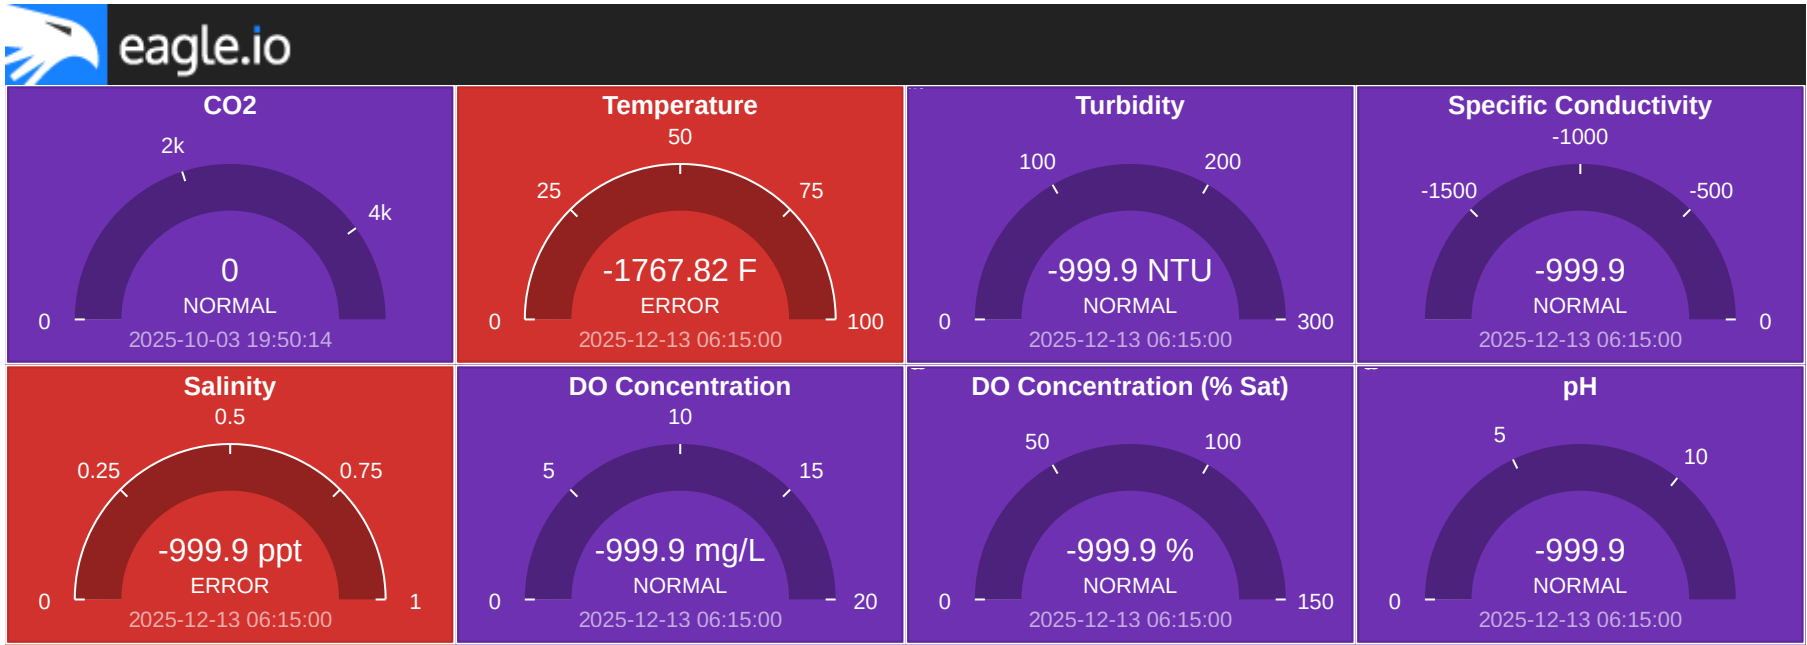 eagle.io
CO2
2k
4k
0
NORMAL
0
2025-10-03 19:50:14
Temperature
50
25
75
-1767.82 F
ERROR
0
100
2025-12-13 06:15:00
Turbidity
100
200
-999.9 NTU
NORMAL
0
300
2025-12-13 06:15:00
Specific Conductivity
-1000
-1500
-500
-999.9
NORMAL
0
2025-12-13 06:15:00
Salinity
0.5
0.25
0.75
-999.9 ppt
ERROR
0
1
2025-12-13 06:15:00
DO Concentration
10
5
15
-999.9 mg/L
NORMAL
0
20
2025-12-13 06:15:00
DO Concentration (% Sat)
50
100
-999.9 %
NORMAL
0
150
2025-12-13 06:15:00
pH
5
10
-999.9
NORMAL
0
2025-12-13 06:15:00